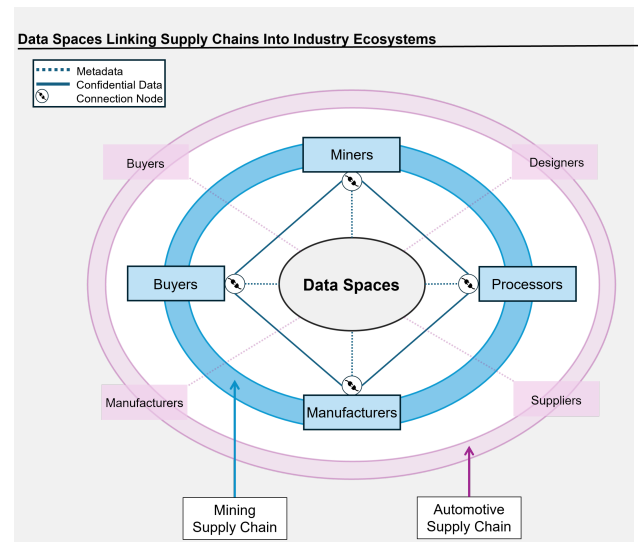 Data Spaces Linking Supply Chains Into Industry Ecosystems
Metadata
Confidential Data
Connection Node
Buyers
Miners
Designers
Buyers
Data Spaces
Processors
Manufacturers
Manufacturers
Suppliers
Mining
Supply Chain
Automotive
Supply Chain